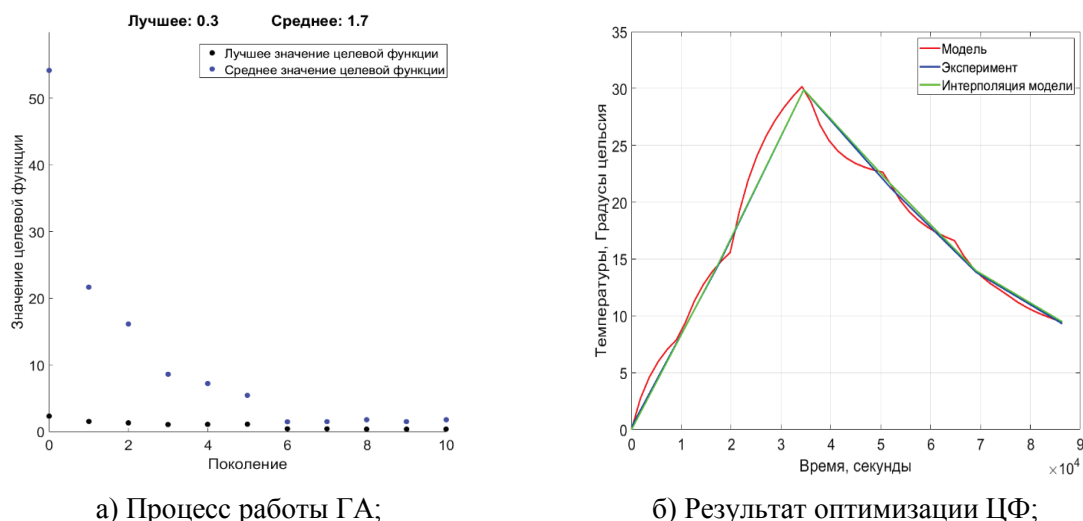 Лучшее: 0.3 Среднее: 1.7
Лучшее значение целевой функции
Среднее значение целевой функции
Значение целевой функции
50
40
30
20
10
0
0 2 4 6 8 10
Поколение
а) Процесс работы ГА;
Модель
Эксперимент
Интерполяция модели
Температуры, Градусы цельсия
35
30
25
20
15
10
5
0
0 1 2 3 4 5 6 7 8 9
×10⁴
Время, секунды
б) Результат оптимизации ЦФ;